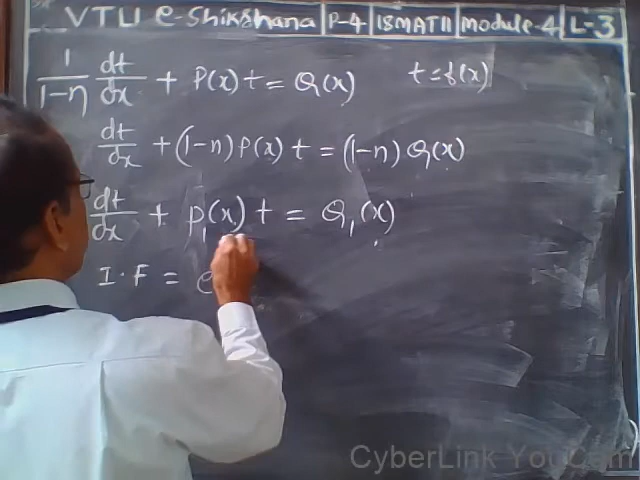 VTU e-Shikshana P-4 18MAT11 module-4 L-3
1/(1-n) dt/dx + P(x) t = Q(x) t = f(x)
dt/dx + (1-n) P(x) t = (1-n) Q(x)
dt/dx + P₁(x) t = Q₁(x)
I.F = e
CyberLink YouCam